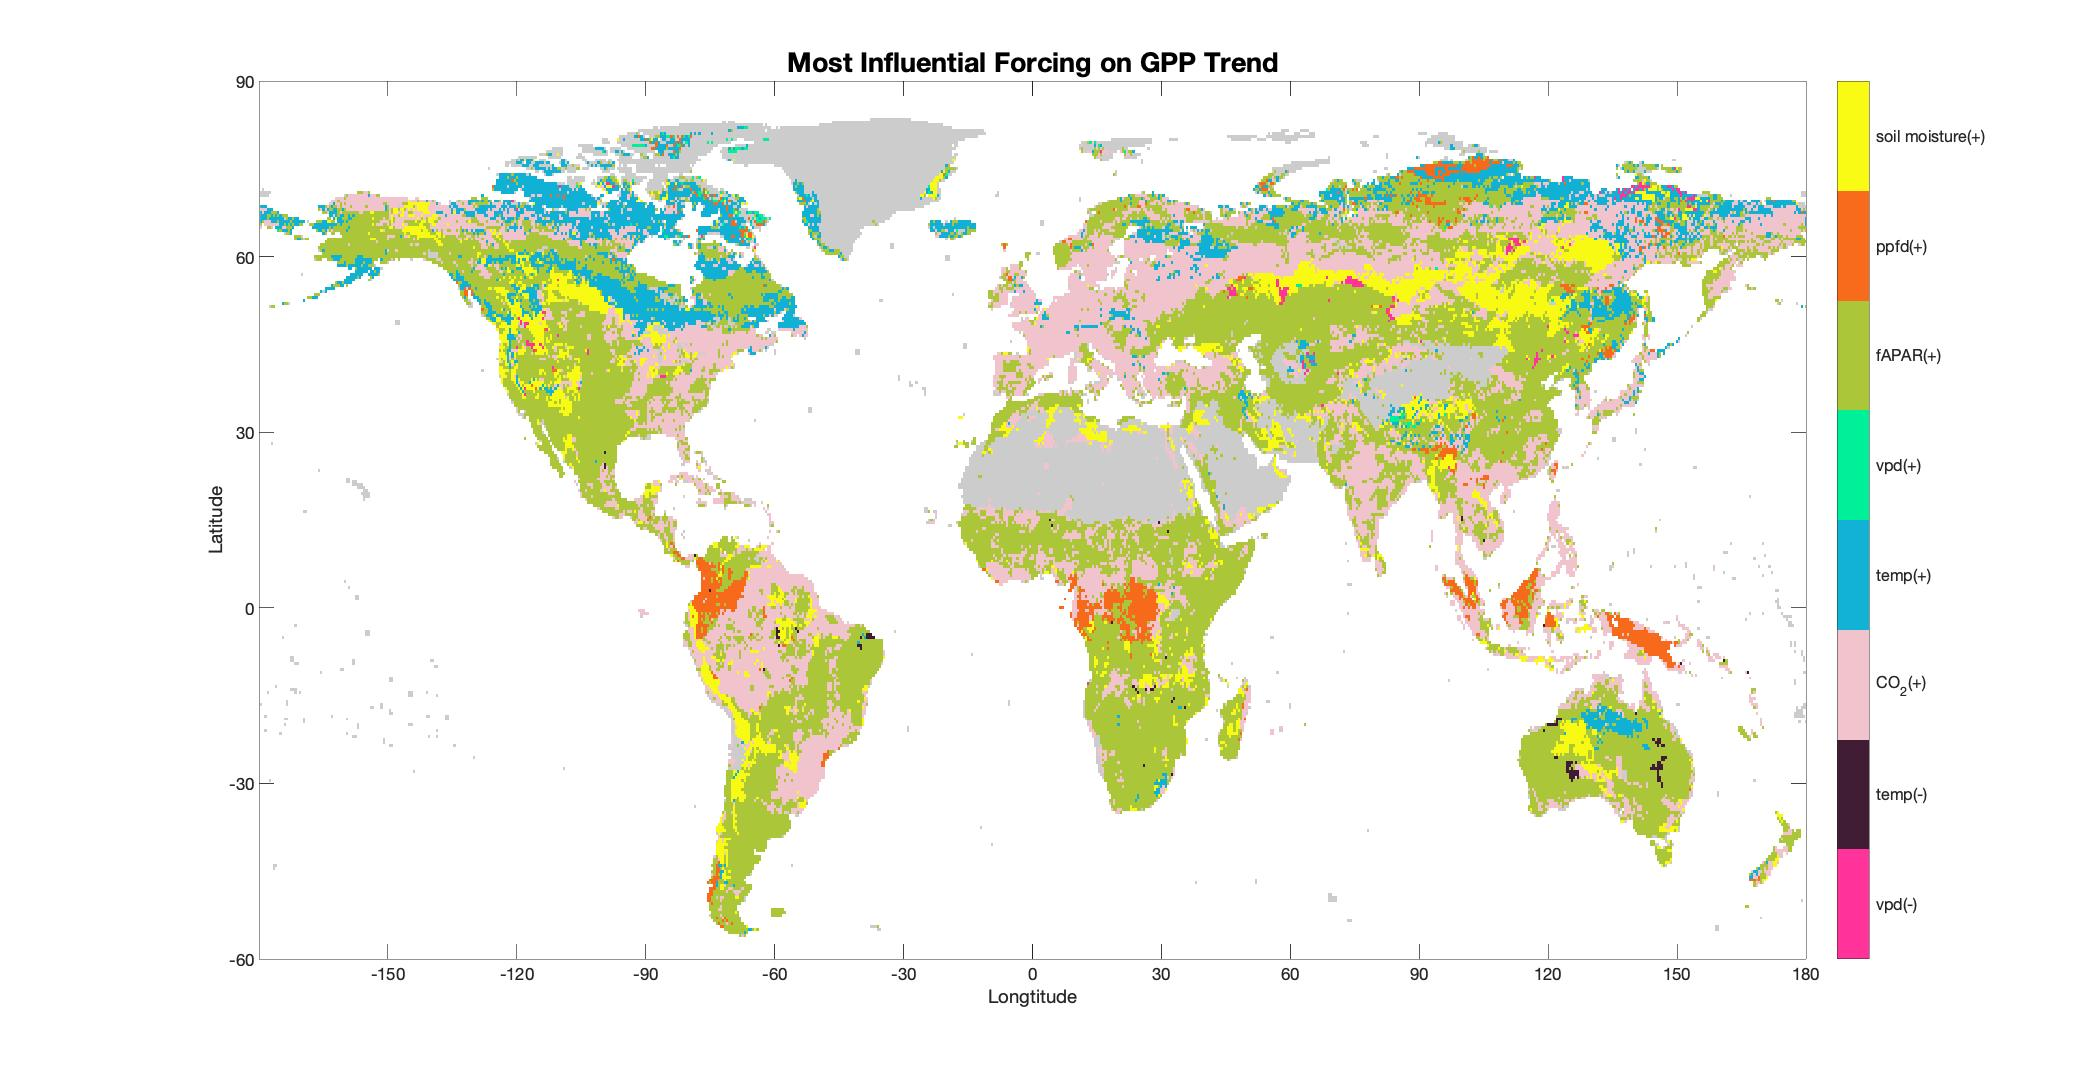 Most Influential Forcing on GPP Trend
90
60
30
0
-30
-60
Latitude
-150 -120 -90 -60 -30 0 30 60 90 120 150 180
Longtitude
soil moisture(+)
ppfd(+)
fAPAR(+)
vpd(+)
temp(+)
CO2(+)
temp(-)
vpd(-)